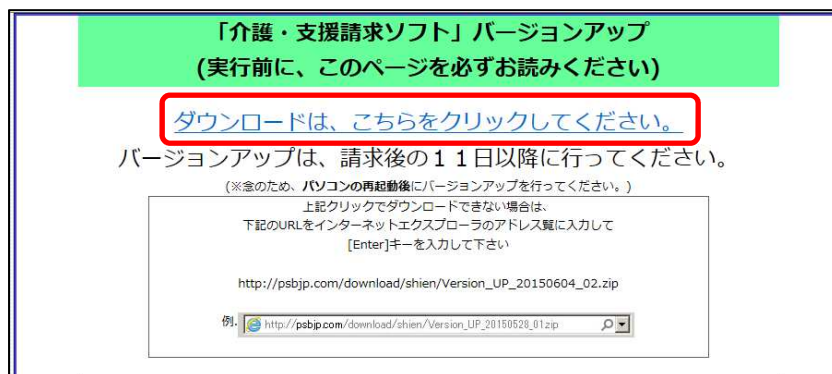 「介護・支援請求ソフト」バージョンアップ
(実行前に、このページを必ずお読みください)
ダウンロードは、こちらをクリックしてください。
バージョンアップは、請求後の１１日以降に行ってください。
(※念のため、パソコンの再起動後にバージョンアップを行ってください。)
上記クリックでダウンロードできない場合は、
下記のURLをインターネットエクスプローラのアドレス覧に入力して
[Enter]キーを入力して下さい
http://psbjp.com/download/shien/Version_UP_20150604_02.zip
例. http://psbjp.com/download/shien/Version_UP_20150528_01zip